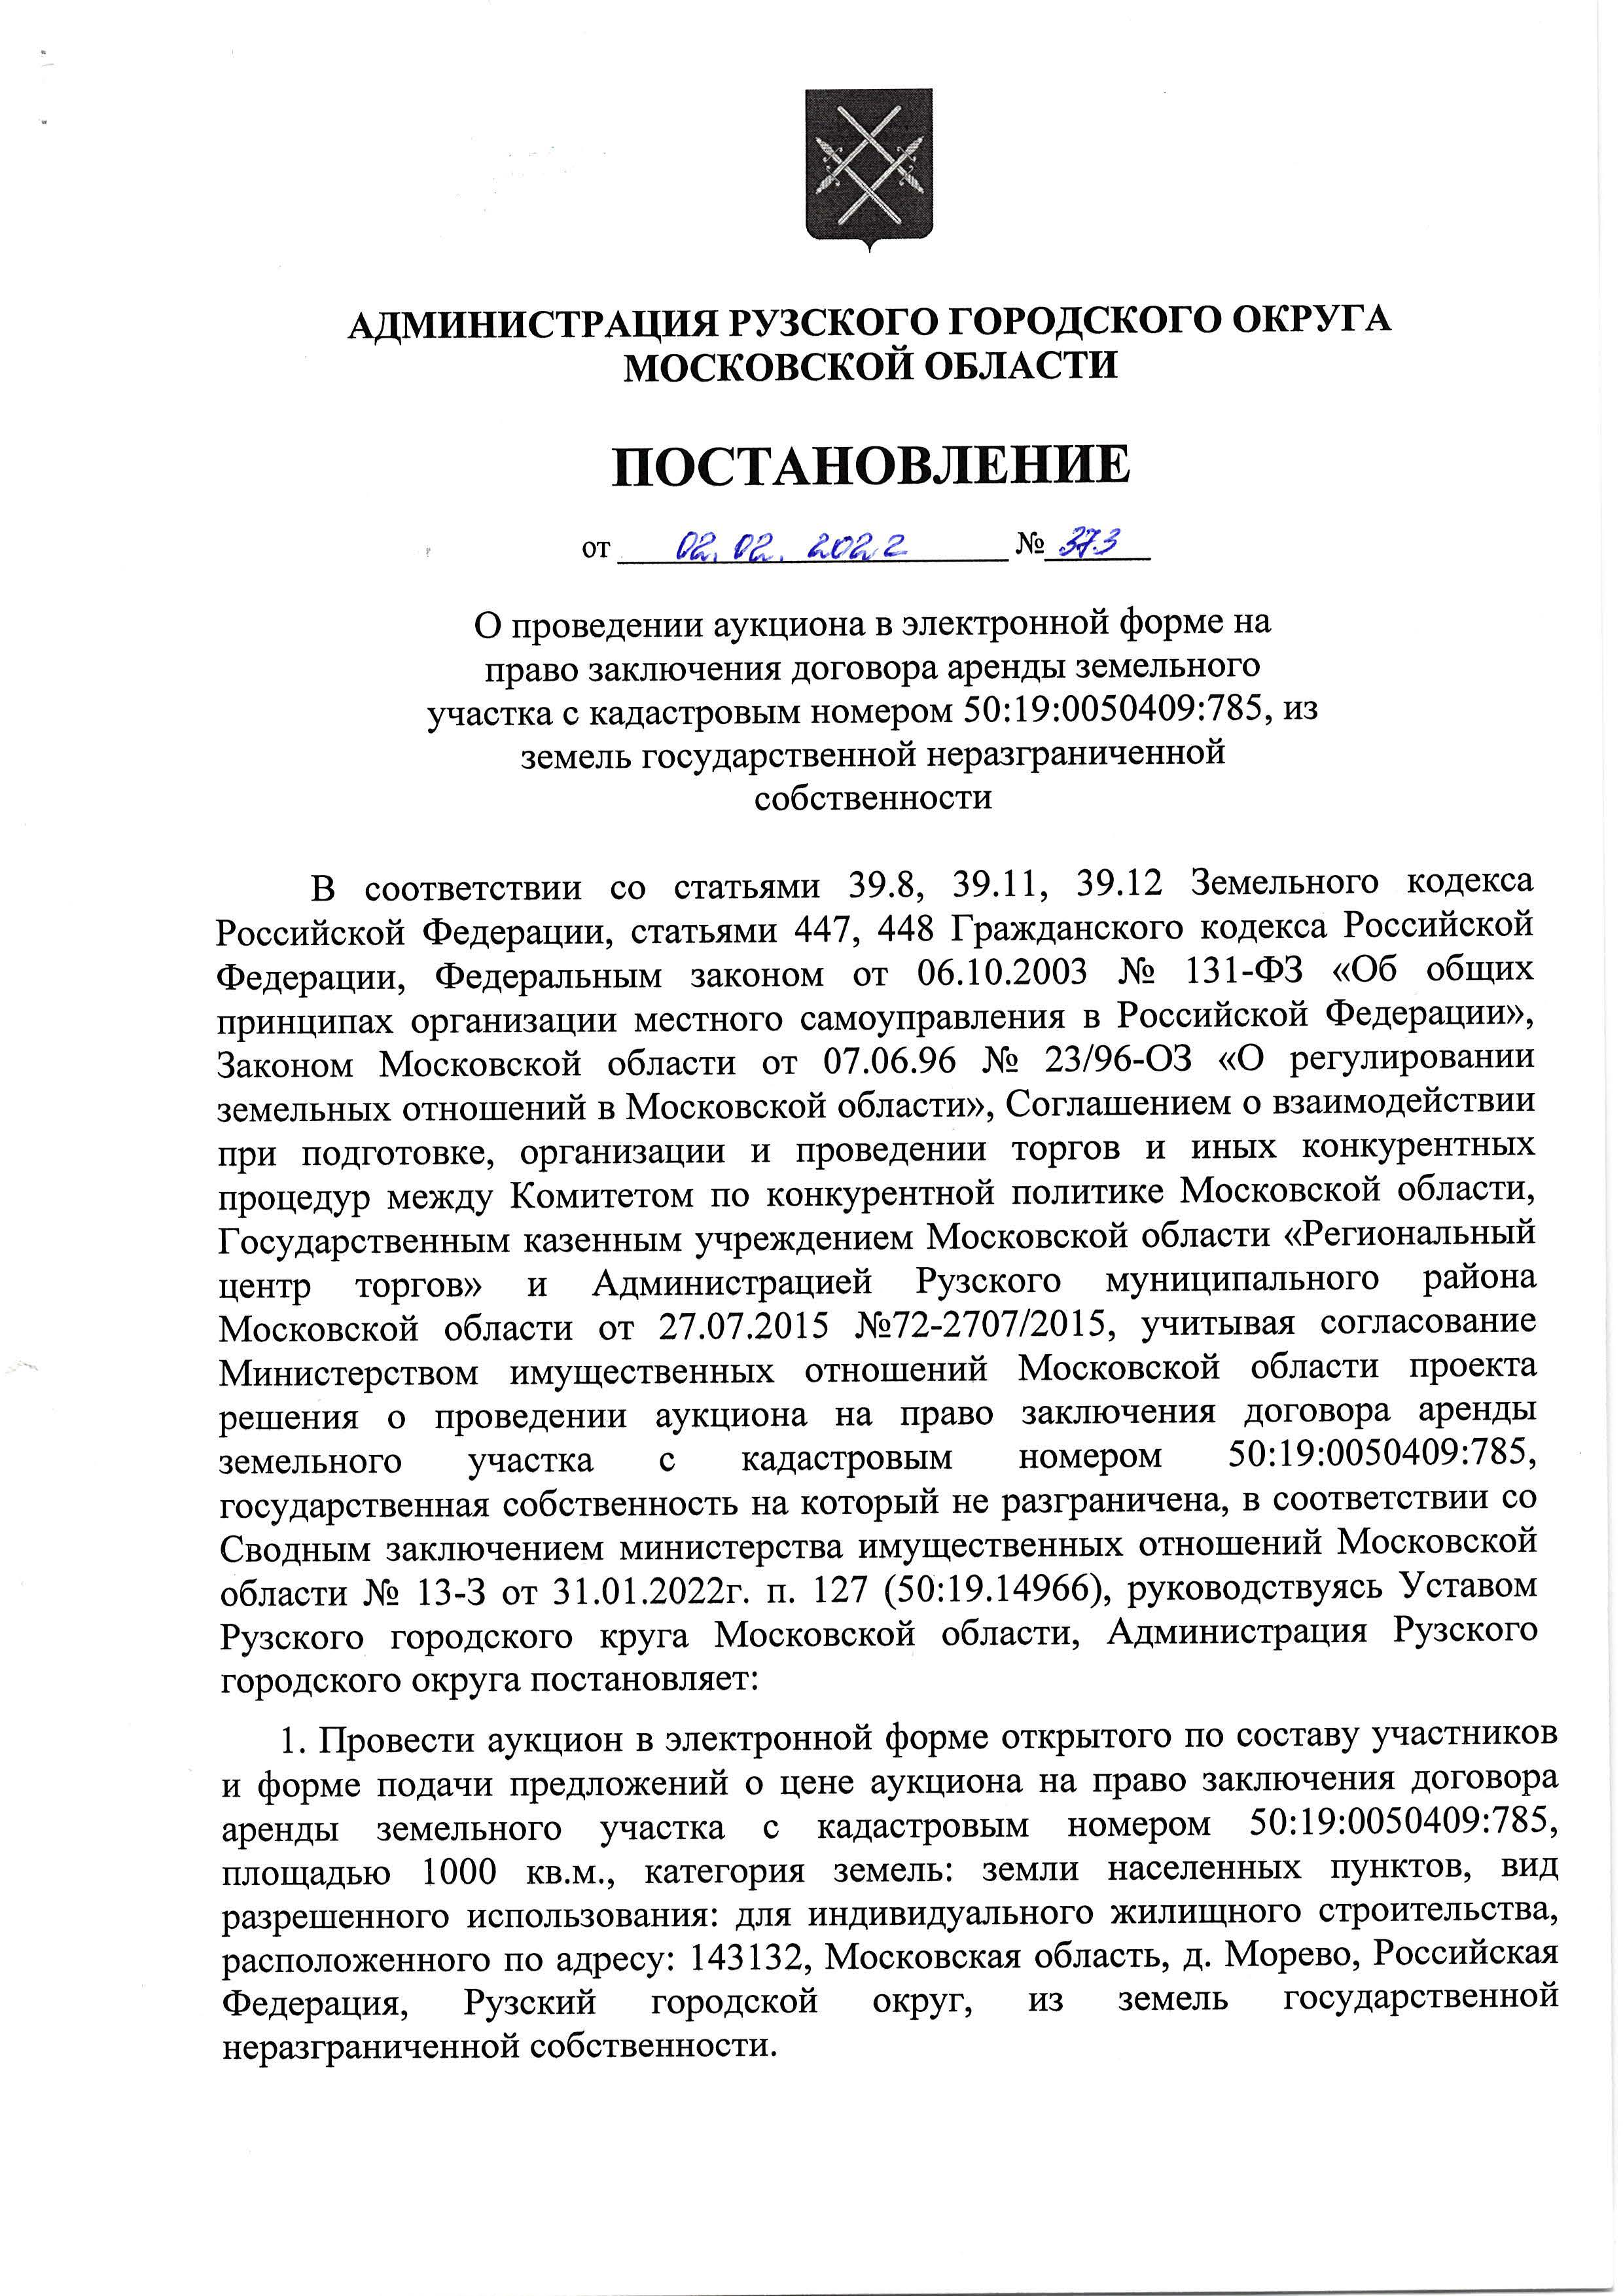 АДМИНИСТРАЦИЯ РУЗСКОГО ГОРОДСКОГО ОКРУГА
МОСКОВСКОЙ ОБЛАСТИ
ПОСТАНОВЛЕНИЕ
от 02.02.2022 № 373
О проведении аукциона в электронной форме на
право заключения договора аренды земельного
участка с кадастровым номером 50:19:0050409:785, из
земель государственной неразграниченной
собственности
В соответствии со статьями 39.8, 39.11, 39.12 Земельного кодекса
Российской Федерации, статьями 447, 448 Гражданского кодекса Российской
Федерации, Федеральным законом от 06.10.2003 № 131-ФЗ «Об общих
принципах организации местного самоуправления в Российской Федерации»,
Законом Московской области от 07.06.96 № 23/96-ОЗ «О регулировании
земельных отношений в Московской области», Соглашением о взаимодействии
при подготовке, организации и проведении торгов и иных конкурентных
процедур между Комитетом по конкурентной политике Московской области,
Государственным казенным учреждением Московской области «Региональный
центр торгов» и Администрацией Рузского муниципального района
Московской области от 27.07.2015 №72-2707/2015, учитывая согласование
Министерством имущественных отношений Московской области проекта
решения о проведении аукциона на право заключения договора аренды
земельного участка с кадастровым номером 50:19:0050409:785,
государственная собственность на который не разграничена, в соответствии со
Сводным заключением министерства имущественных отношений Московской
области № 13-З от 31.01.2022г. п. 127 (50:19.14966), руководствуясь Уставом
Рузского городского круга Московской области, Администрация Рузского
городского округа постановляет:
1. Провести аукцион в электронной форме открытого по составу участников
и форме подачи предложений о цене аукциона на право заключения договора
аренды земельного участка с кадастровым номером 50:19:0050409:785,
площадью 1000 кв.м., категория земель: земли населенных пунктов, вид
разрешенного использования: для индивидуального жилищного строительства,
расположенного по адресу: 143132, Московская область, д. Морево, Российская
Федерация, Рузский городской округ, из земель государственной
неразграниченной собственности.